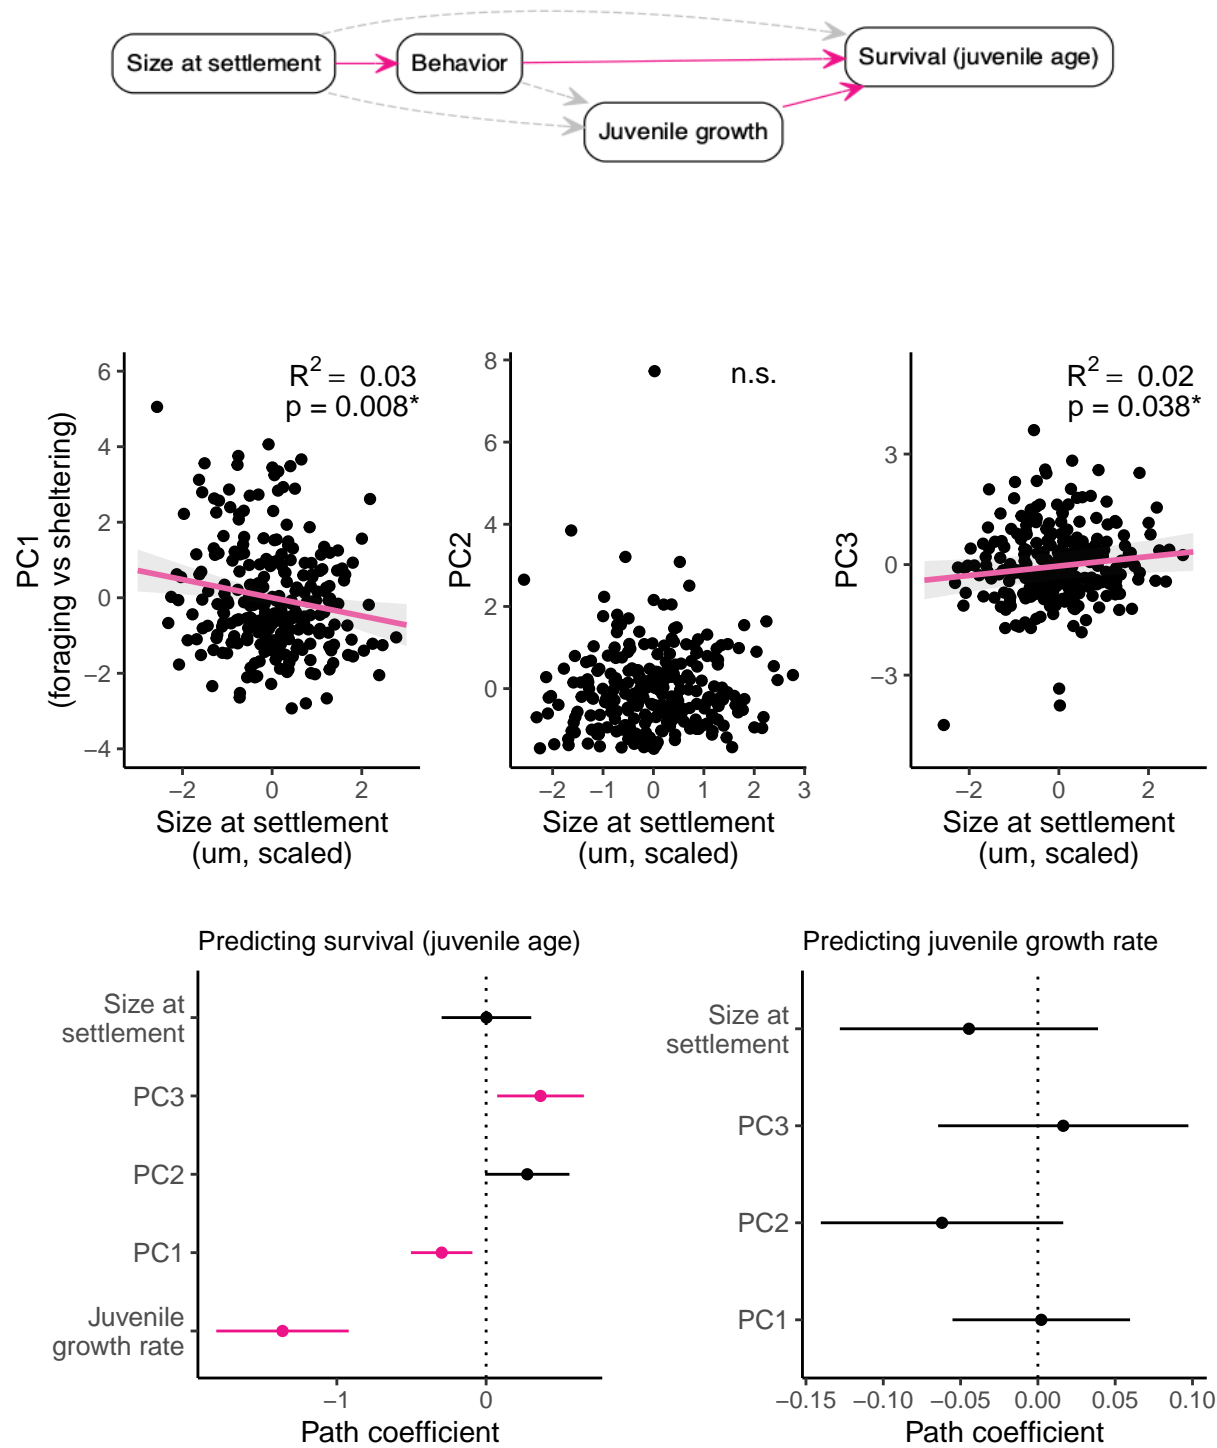 Size at settlement
Behavior
Survival (juvenile age)
Juvenile growth
R2 = 0.03
p = 0.008*
PC1
(foraging vs sheltering)
6
4
2
0
−2
−4
−2 0 2
Size at settlement
(um, scaled)
n.s.
PC2
8
6
4
2
0
−2 −1 0 1 2 3
Size at settlement
(um, scaled)
R2 = 0.02
p = 0.038*
PC3
3
0
−3
−2 0 2
Size at settlement
(um, scaled)
Predicting survival (juvenile age)
Size at
settlement
PC3
PC2
PC1
Juvenile
growth rate
−1 0
Path coefficient
Predicting juvenile growth rate
Size at
settlement
PC3
PC2
PC1
−0.15 −0.10 −0.05 0.00 0.05 0.10
Path coefficient